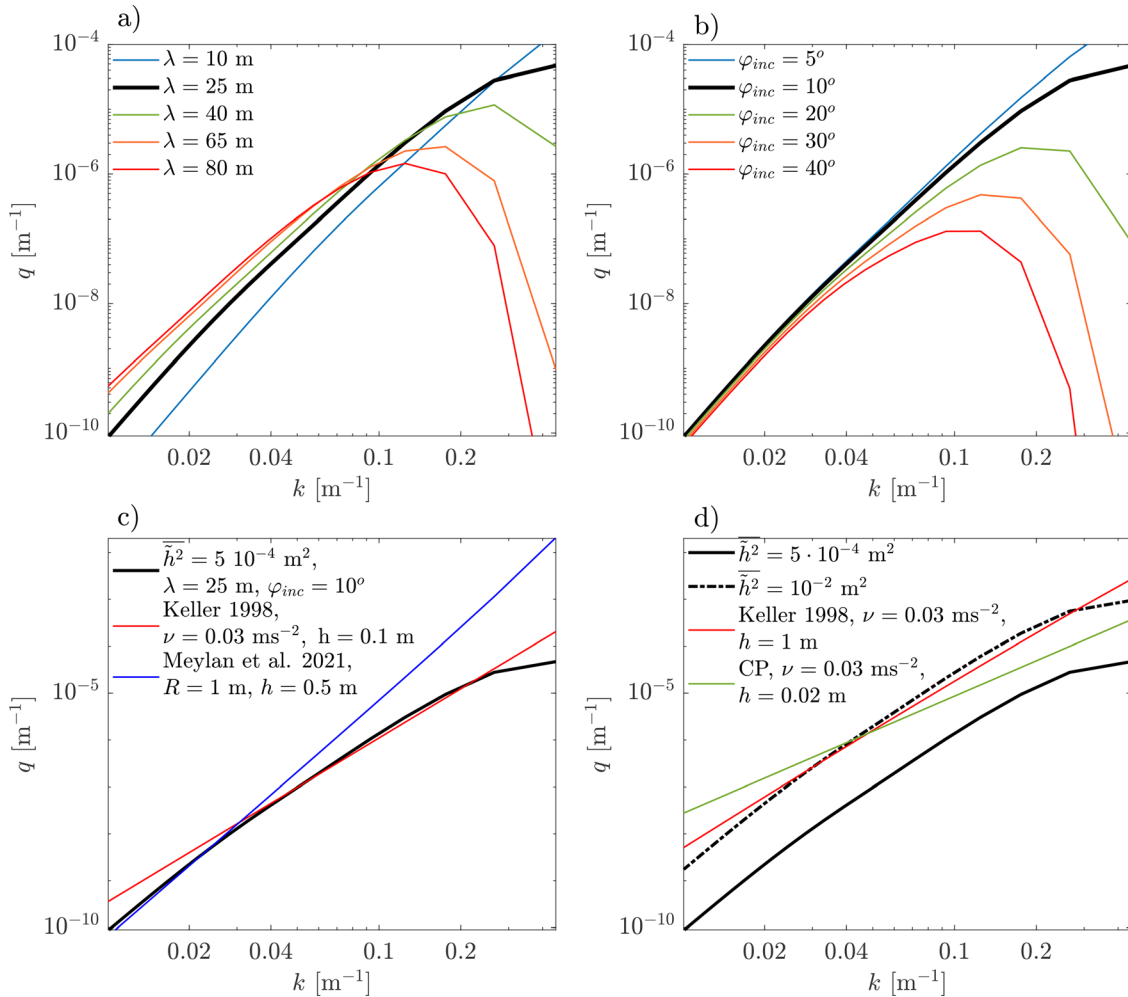 a)
10⁻⁴
10⁻⁶
10⁻⁸
10⁻¹⁰
q [m⁻¹]
λ = 10 m
λ = 25 m
λ = 40 m
λ = 65 m
λ = 80 m
0.02 0.04 0.1 0.2
k [m⁻¹]
b)
10⁻⁴
10⁻⁶
10⁻⁸
10⁻¹⁰
q [m⁻¹]
φ_inc = 5°
φ_inc = 10°
φ_inc = 20°
φ_inc = 30°
φ_inc = 40°
0.02 0.04 0.1 0.2
k [m⁻¹]
c)
10⁻⁵
10⁻¹⁰
q [m⁻¹]
h̃² = 5 10⁻⁴ m²,
λ = 25 m, φ_inc = 10°
Keller 1998,
ν = 0.03 ms⁻², h = 0.1 m
Meylan et al. 2021,
R = 1 m, h = 0.5 m
0.02 0.04 0.1 0.2
k [m⁻¹]
d)
10⁻⁵
10⁻¹⁰
q [m⁻¹]
h̃² = 5 · 10⁻⁴ m²
h̃² = 10⁻² m²
Keller 1998, ν = 0.03 ms⁻²,
h = 1 m
CP, ν = 0.03 ms⁻²,
h = 0.02 m
0.02 0.04 0.1 0.2
k [m⁻¹]